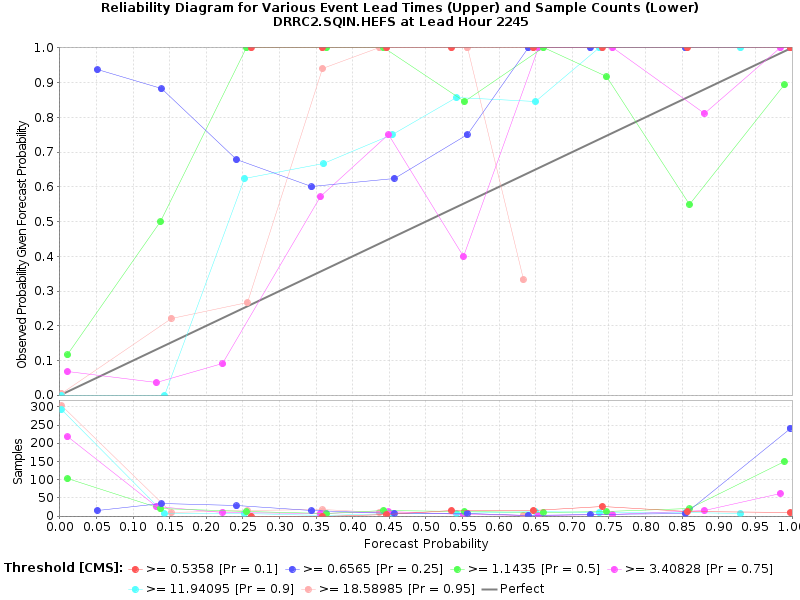 Reliability Diagram for Various Event Lead Times (Upper) and Sample Counts (Lower)
DRRC2.SQIN.HEFS at Lead Hour 2245
Observed Probability Given Forecast Probability
1.0
0.9
0.8
0.7
0.6
0.5
0.4
0.3
0.2
0.1
0.0
Samples
300
250
200
150
100
50
0
0.00 0.05 0.10 0.15 0.20 0.25 0.30 0.35 0.40 0.45 0.50 0.55 0.60 0.65 0.70 0.75 0.80 0.85 0.90 0.95 1.00
Forecast Probability
Threshold [CMS]: >= 0.5358 [Pr = 0.1] >= 0.6565 [Pr = 0.25] >= 1.1435 [Pr = 0.5] >= 3.40828 [Pr = 0.75]
>= 11.94095 [Pr = 0.9] >= 18.58985 [Pr = 0.95] Perfect